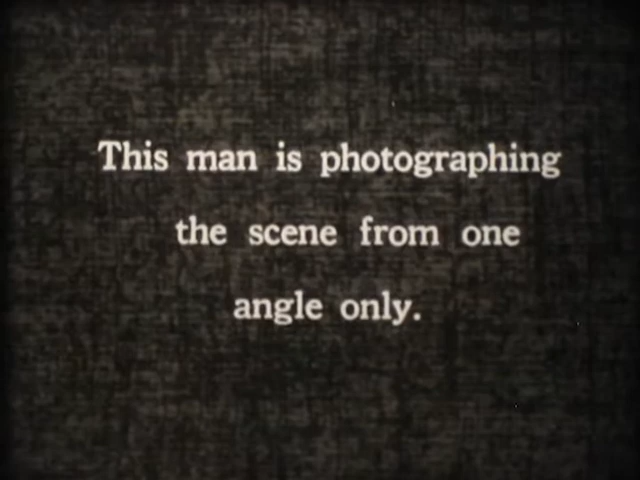 This man is photographing
the scene from one
angle only.